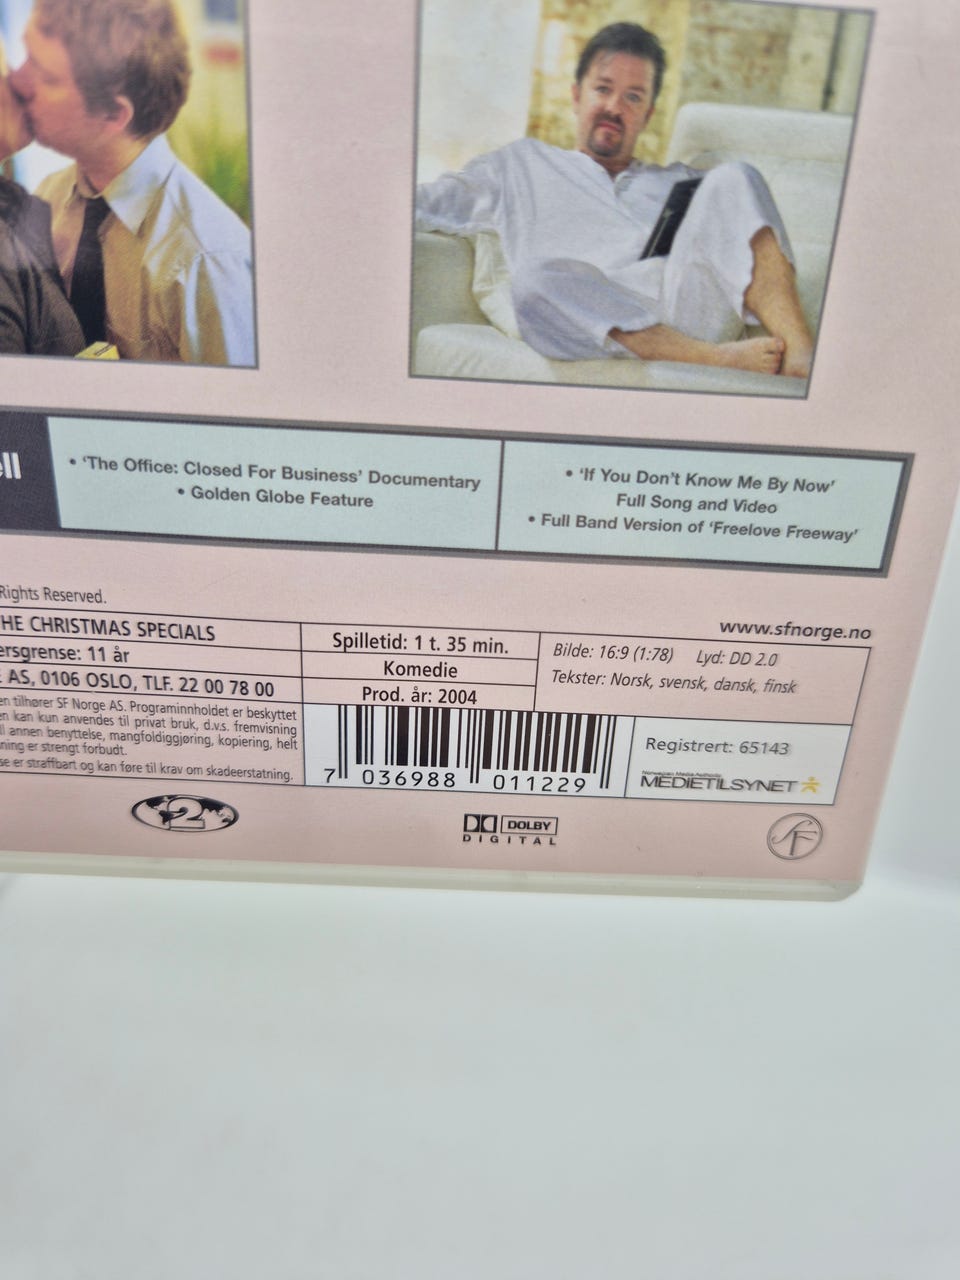 ell
• 'The Office: Closed For Business' Documentary
• Golden Globe Feature
• 'If You Don't Know Me By Now'
Full Song and Video
• Full Band Version of 'Freelove Freeway'
Rights Reserved.
HE CHRISTMAS SPECIALS
ersgrense: 11 år
AS, 0106 OSLO, TLF. 22 00 78 00
en tilhører SF Norge AS. Programinnholdet er beskyttet
en kan kun anvendes til privat bruk, d.v.s. fremvisning
ll annen benyttelse, mangfoldiggjøring, kopiering, helt
ning er strengt forbudt.
se er straffbart og kan føre til krav om skadeerstatning.
Spilletid: 1 t. 35 min.
Komedie
Prod. år: 2004
www.sfnorge.no
Bilde: 16:9 (1:78) Lyd: DD 2.0
Tekster: Norsk, svensk, dansk, finsk
7 036988 011229
Registrert: 65143
Norwegian Media Authority
MEDIETILSYNET
2
DOLBY
DIGITAL
SF